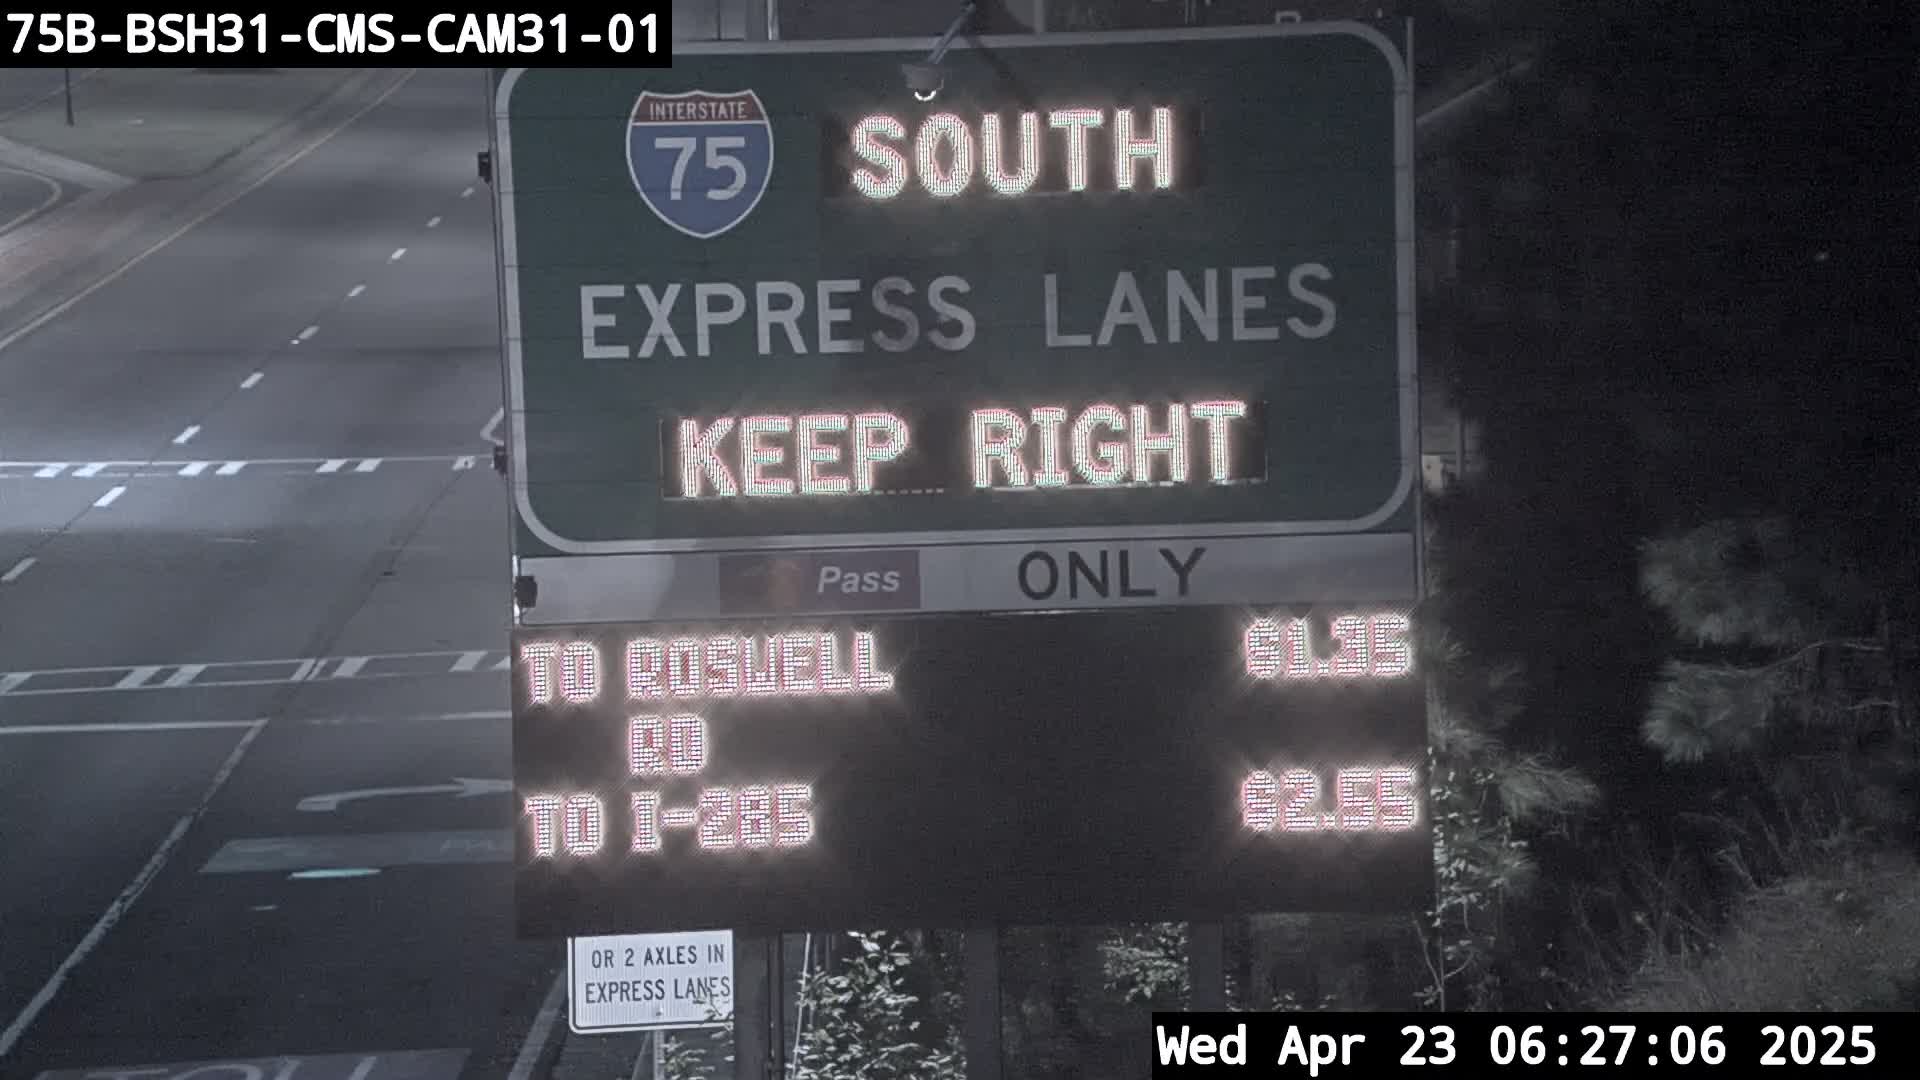 75B-BSH31-CMS-CAM31-01
INTERSTATE
75
SOUTH
EXPRESS LANES
KEEP RIGHT
Pass ONLY
TO ROSWELL $1.35
RD
TO I-285 $2.55
OR 2 AXLES IN
EXPRESS LANES
Wed Apr 23 06:27:06 2025